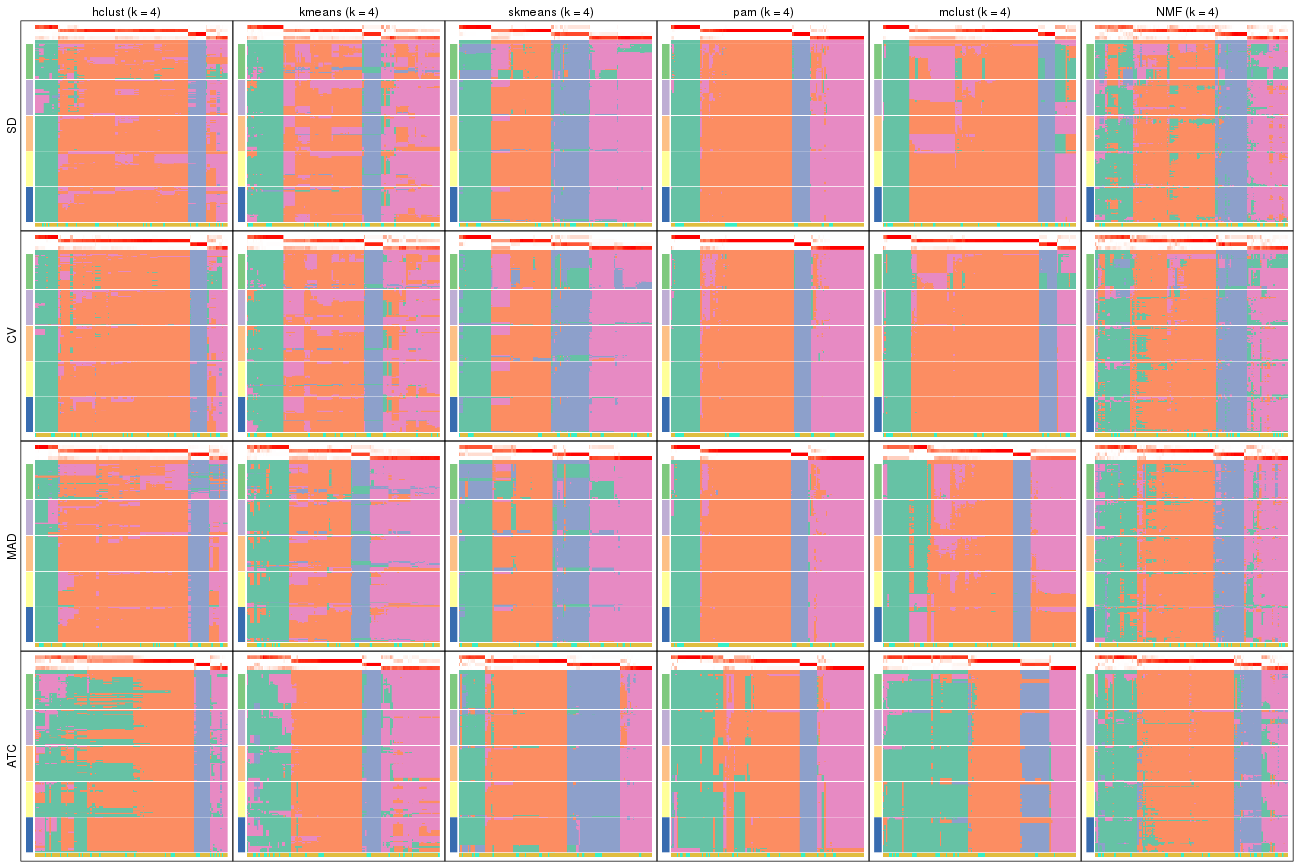 hclust (k = 4) kmeans (k = 4) skmeans (k = 4) pam (k = 4) mclust (k = 4) NMF (k = 4)
SD
CV
MAD
ATC